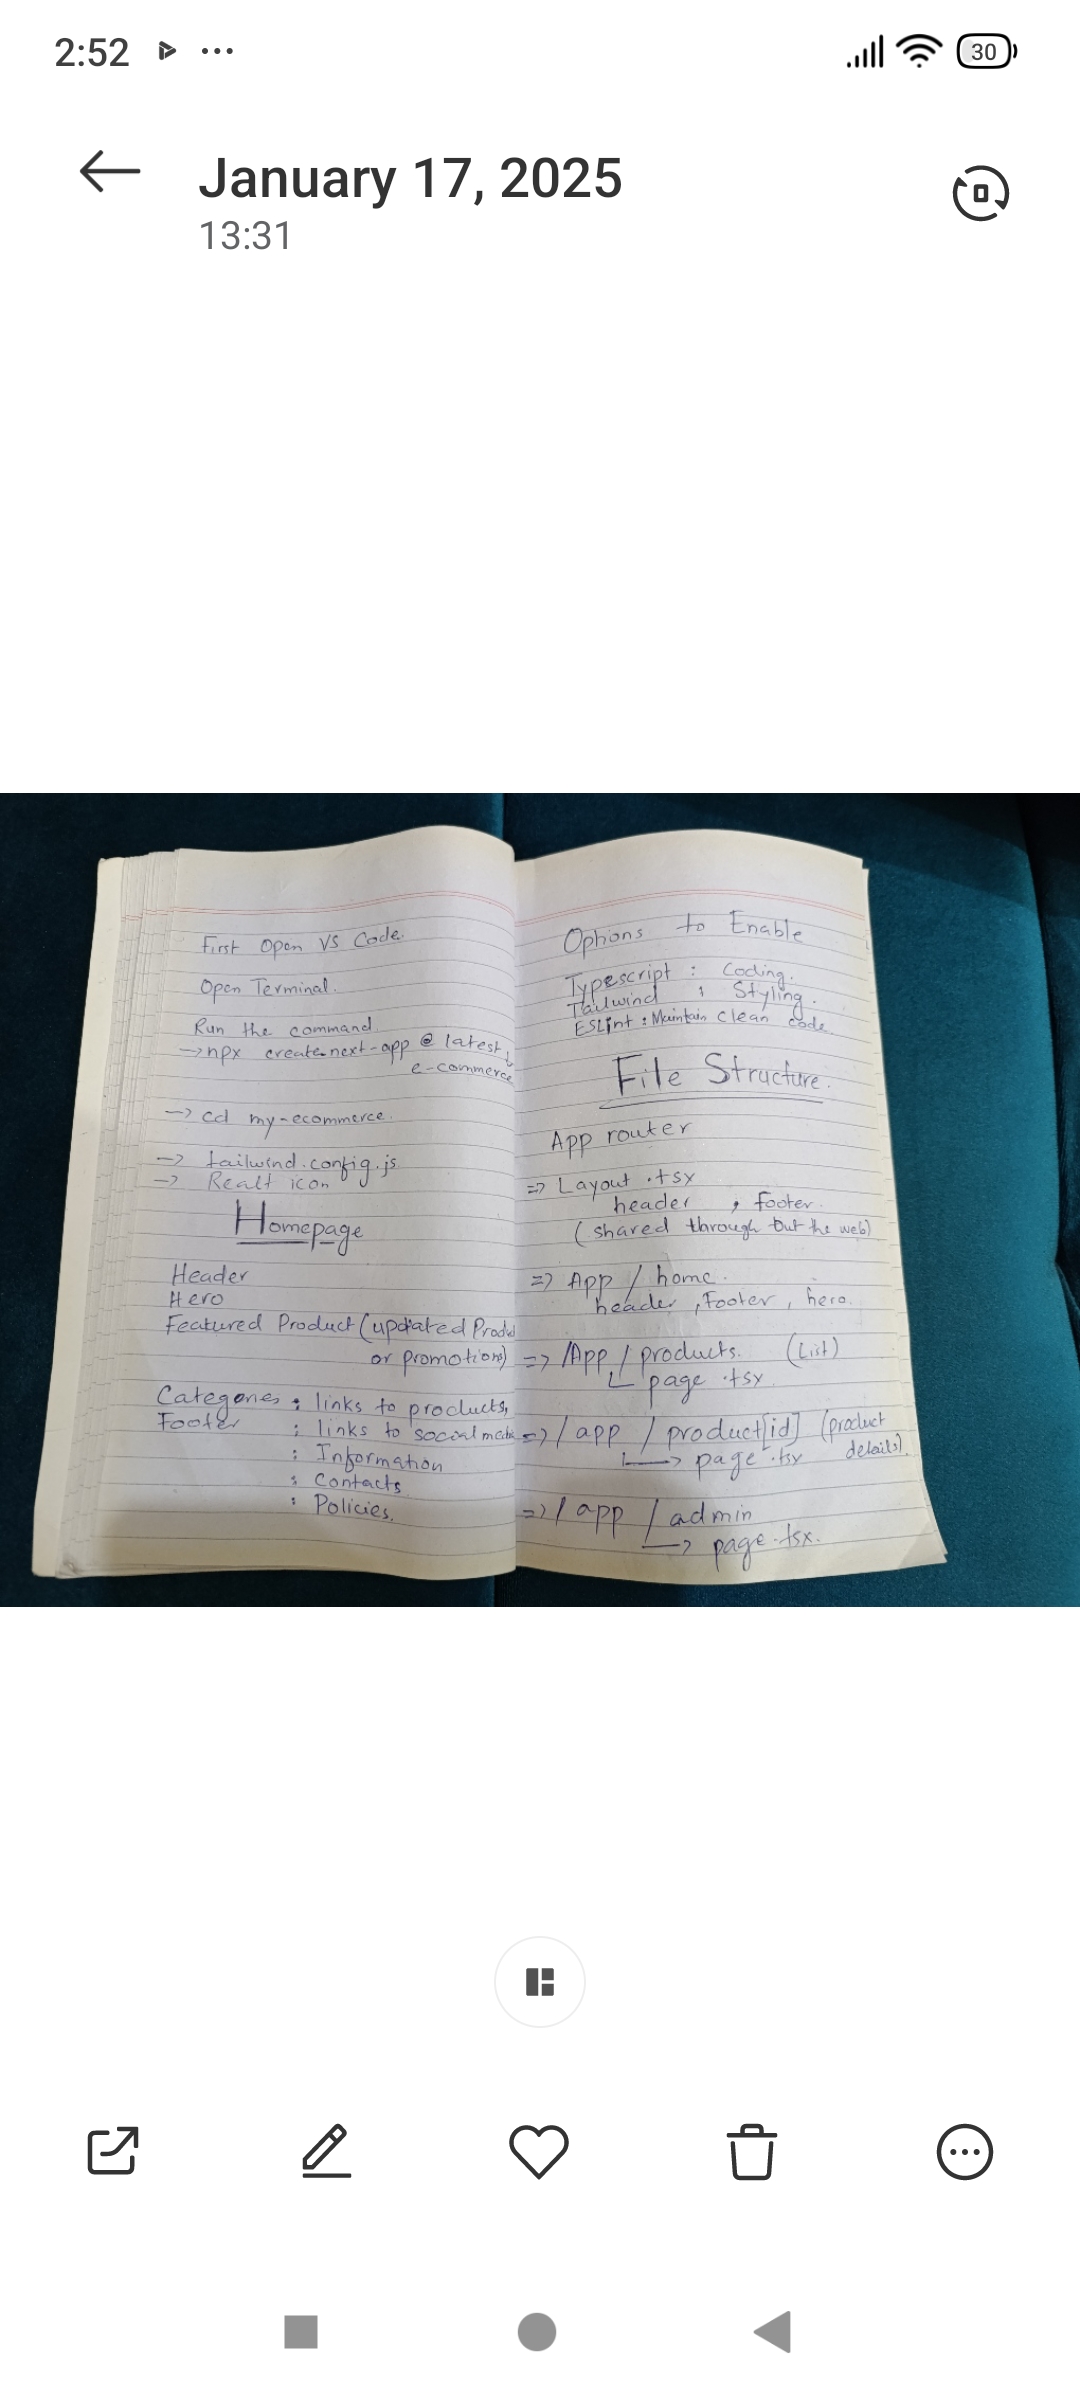 2:52
30
January 17, 2025
13:31
First Open VS Code.
Open Terminal.
Run the command
→ npx create-next-app @ latest
e-commerce
→ cd my-ecommerce.
→ tailwind.config.js
→ Realt icon
Homepage
Header
Hero
Featured Product (updated Produ
or promotions)
Categories : links to products,
Footer : links to social media
: Information
: Contacts
: Policies.
Options to Enable
Typescript : Coding.
Tailwind : Styling.
ESLint : Maintain clean code
File Structure.
App router
=> Layout .tsx
header , footer.
( shared through out the web)
=> App / home.
header , Footer , hero.
=> /App / products. (List)
page .tsx
=> / app / product[id] (product
details).
→ page .tsx
=> / app / admin
→ page .tsx.